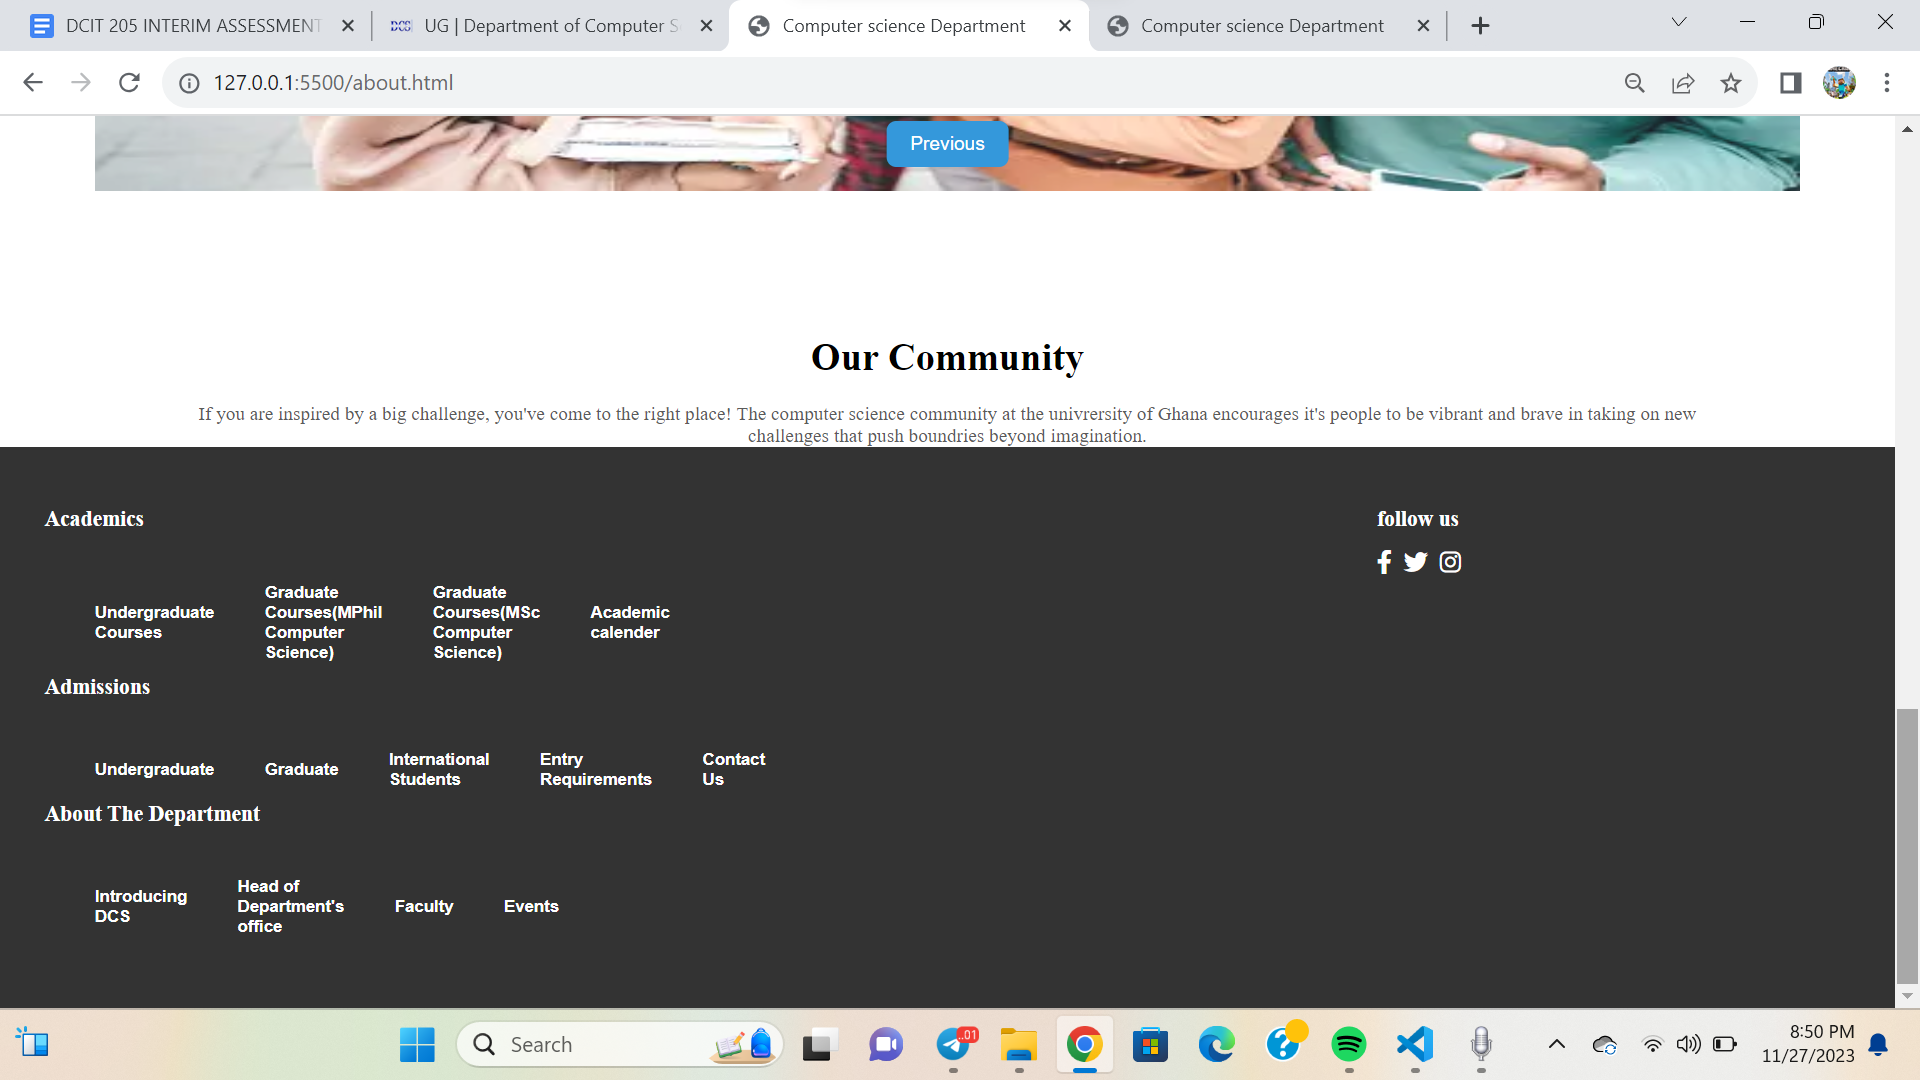 DCIT 205 INTERIM ASSESSMENT
DCS UG | Department of Computer S
Computer science Department
Computer science Department
127.0.0.1:5500/about.html
Previous
Our Community
If you are inspired by a big challenge, you've come to the right place! The computer science community at the univrersity of Ghana encourages it's people to be vibrant and brave in taking on new
challenges that push boundries beyond imagination.
Academics
follow us
Undergraduate
Courses
Graduate
Courses(MPhil
Computer
Science)
Graduate
Courses(MSc
Computer
Science)
Academic
calender
Admissions
Undergraduate
Graduate
International
Students
Entry
Requirements
Contact
Us
About The Department
Introducing
DCS
Head of
Department's
office
Faculty
Events
Search
..01
8:50 PM
11/27/2023